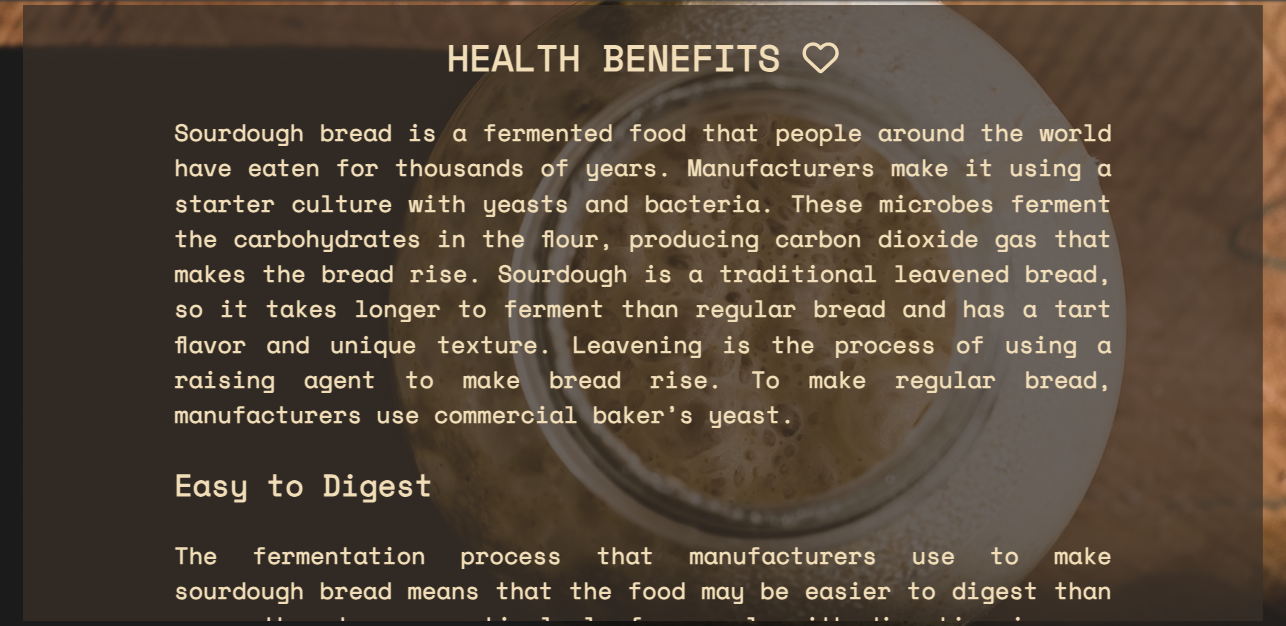 HEALTH BENEFITS
Sourdough bread is a fermented food that people around the world
have eaten for thousands of years. Manufacturers make it using a
starter culture with yeasts and bacteria. These microbes ferment
the carbohydrates in the flour, producing carbon dioxide gas that
makes the bread rise. Sourdough is a traditional leavened bread,
so it takes longer to ferment than regular bread and has a tart
flavor and unique texture. Leavening is the process of using a
raising agent to make bread rise. To make regular bread,
manufacturers use commercial baker’s yeast.
Easy to Digest
The fermentation process that manufacturers use to make
sourdough bread means that the food may be easier to digest than